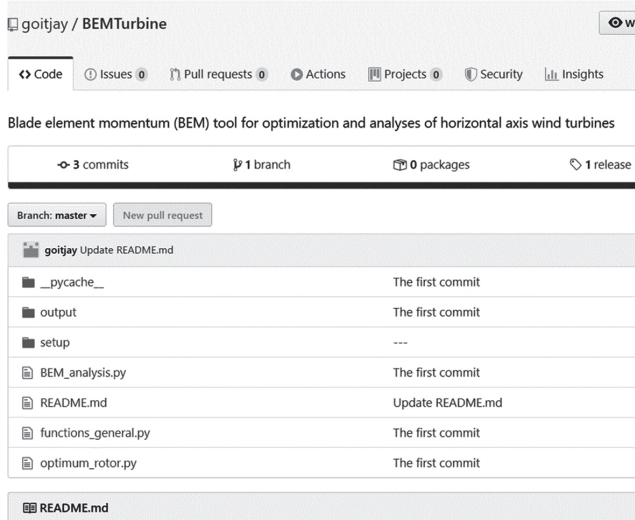 goitjay / BEMTurbine
<> Code Issues 0 Pull requests 0 Actions Projects 0 Security Insights
Blade element momentum (BEM) tool for optimization and analyses of horizontal axis wind turbines
3 commits 1 branch 0 packages 1 release
Branch: master New pull request
goitjay Update README.md
__pycache__ The first commit
output The first commit
setup ---
BEM_analysis.py The first commit
README.md Update README.md
functions_general.py The first commit
optimum_rotor.py The first commit
README.md